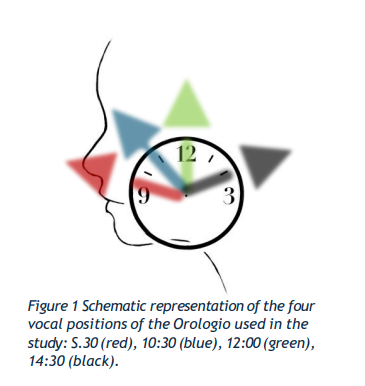 12
9
3
Figure 1 Schematic representation of the four
vocal positions of the Orologio used in the
study: S.30 (red), 10:30 (blue), 12:00 (green),
14:30 (black).